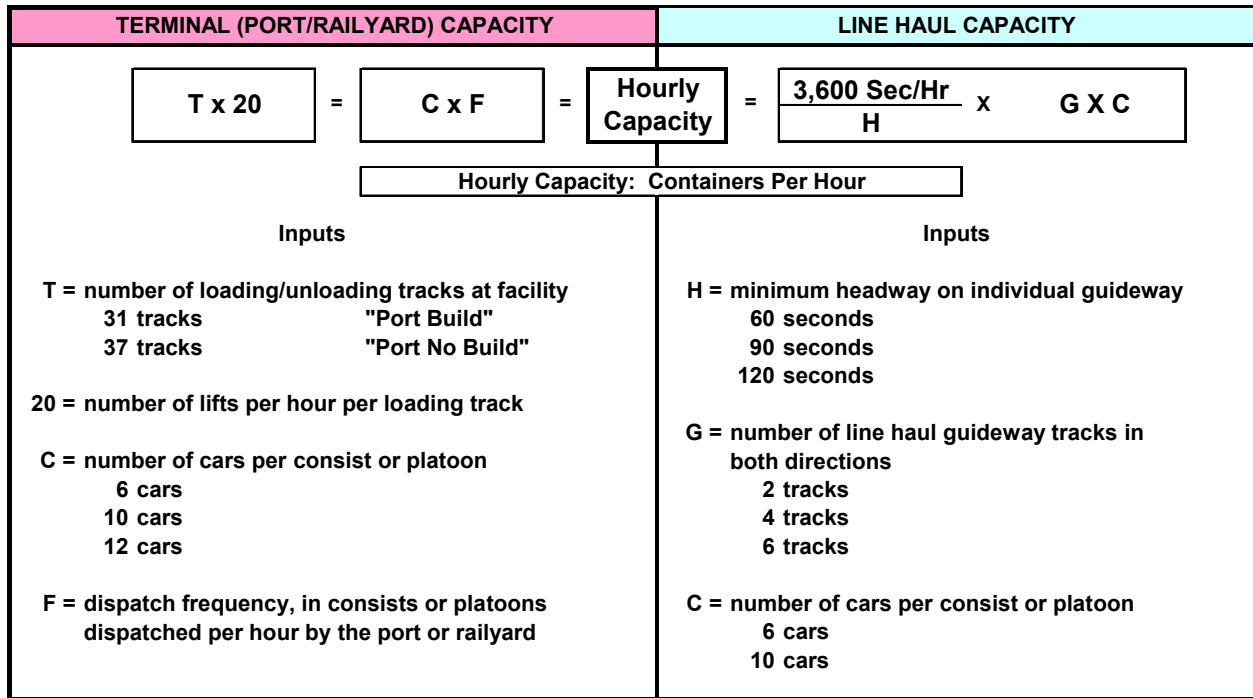 TERMINAL (PORT/RAILYARD) CAPACITY
LINE HAUL CAPACITY
T x 20 = C x F = Hourly Capacity = 3,600 Sec/Hr / H X G X C
Hourly Capacity: Containers Per Hour
Inputs
T = number of loading/unloading tracks at facility
31 tracks "Port Build"
37 tracks "Port No Build"
20 = number of lifts per hour per loading track
C = number of cars per consist or platoon
6 cars
10 cars
12 cars
F = dispatch frequency, in consists or platoons
dispatched per hour by the port or railyard
Inputs
H = minimum headway on individual guideway
60 seconds
90 seconds
120 seconds
G = number of line haul guideway tracks in
both directions
2 tracks
4 tracks
6 tracks
C = number of cars per consist or platoon
6 cars
10 cars